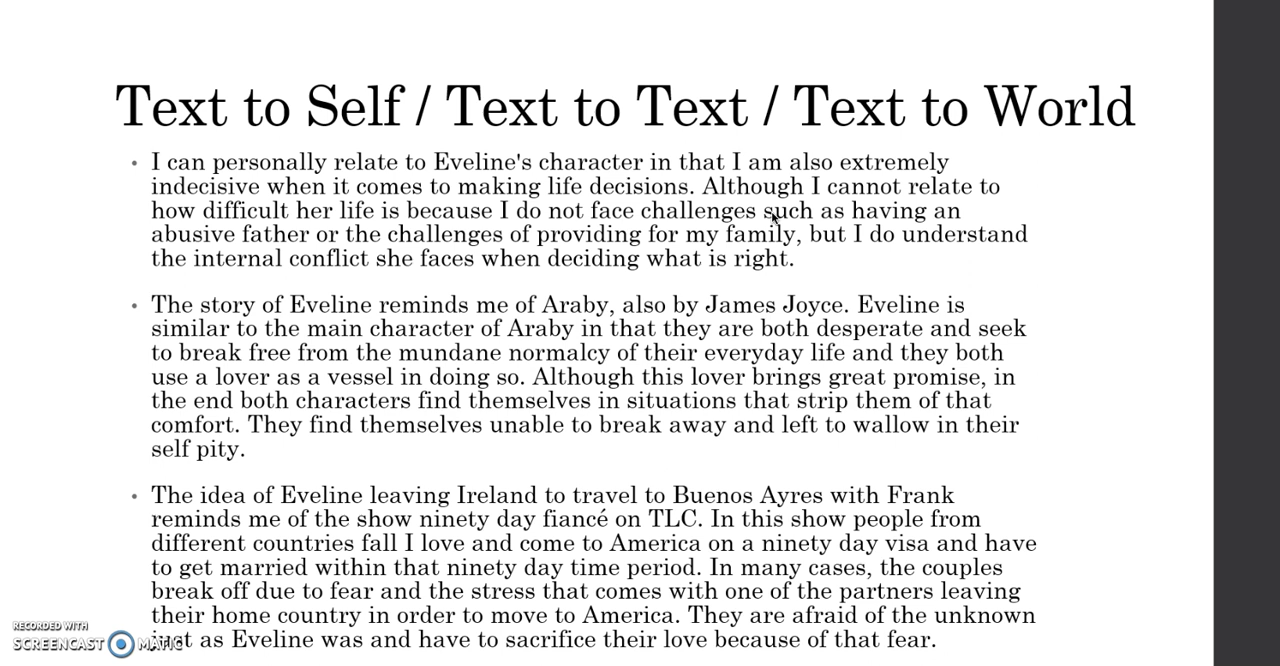 Text to Self / Text to Text / Text to World
• I can personally relate to Eveline's character in that I am also extremely
indecisive when it comes to making life decisions. Although I cannot relate to
how difficult her life is because I do not face challenges such as having an
abusive father or the challenges of providing for my family, but I do understand
the internal conflict she faces when deciding what is right.
• The story of Eveline reminds me of Araby, also by James Joyce. Eveline is
similar to the main character of Araby in that they are both desperate and seek
to break free from the mundane normalcy of their everyday life and they both
use a lover as a vessel in doing so. Although this lover brings great promise, in
the end both characters find themselves in situations that strip them of that
comfort. They find themselves unable to break away and left to wallow in their
self pity.
• The idea of Eveline leaving Ireland to travel to Buenos Ayres with Frank
reminds me of the show ninety day fiancé on TLC. In this show people from
different countries fall I love and come to America on a ninety day visa and have
to get married within that ninety day time period. In many cases, the couples
break off due to fear and the stress that comes with one of the partners leaving
their home country in order to move to America. They are afraid of the unknown
just as Eveline was and have to sacrifice their love because of that fear.
RECORDED WITH
SCREENCAST MATIC